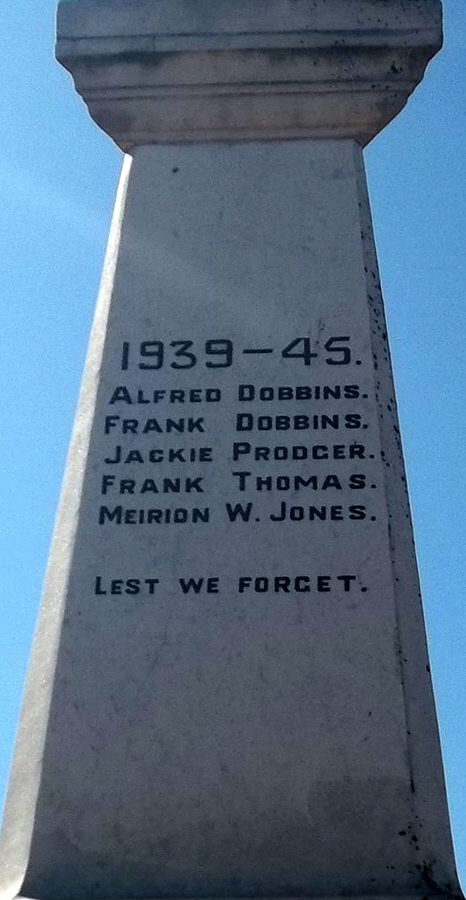 1939-45.
ALFRED DOBBINS.
FRANK DOBBINS.
JACKIE PRODGER.
FRANK THOMAS.
MEIRION W. JONES.
LEST WE FORGET.